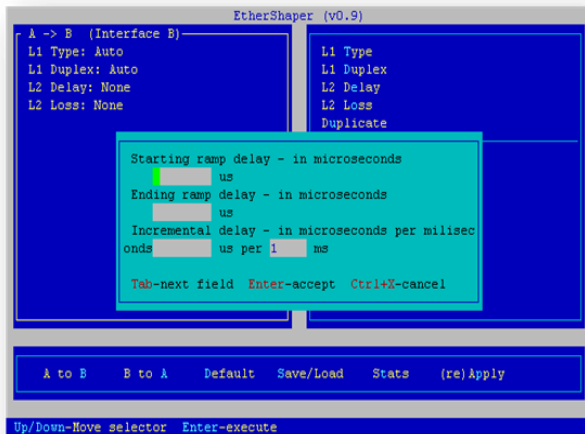 EtherShaper (v0.9)
A -> B (Interface B)
L1 Type: Auto
L1 Duplex: Auto
L2 Delay: None
L2 Loss: None
L1 Type
L1 Duplex
L2 Delay
L2 Loss
Duplicate
Starting ramp delay - in microseconds
us
Ending ramp delay - in microseconds
us
Incremental delay - in microseconds per milisec
onds us per 1 ms
Tab-next field Enter-accept Ctrl+X-cancel
A to B B to A Default Save/Load Stats (re)Apply
Up/Down-Move selector Enter-execute